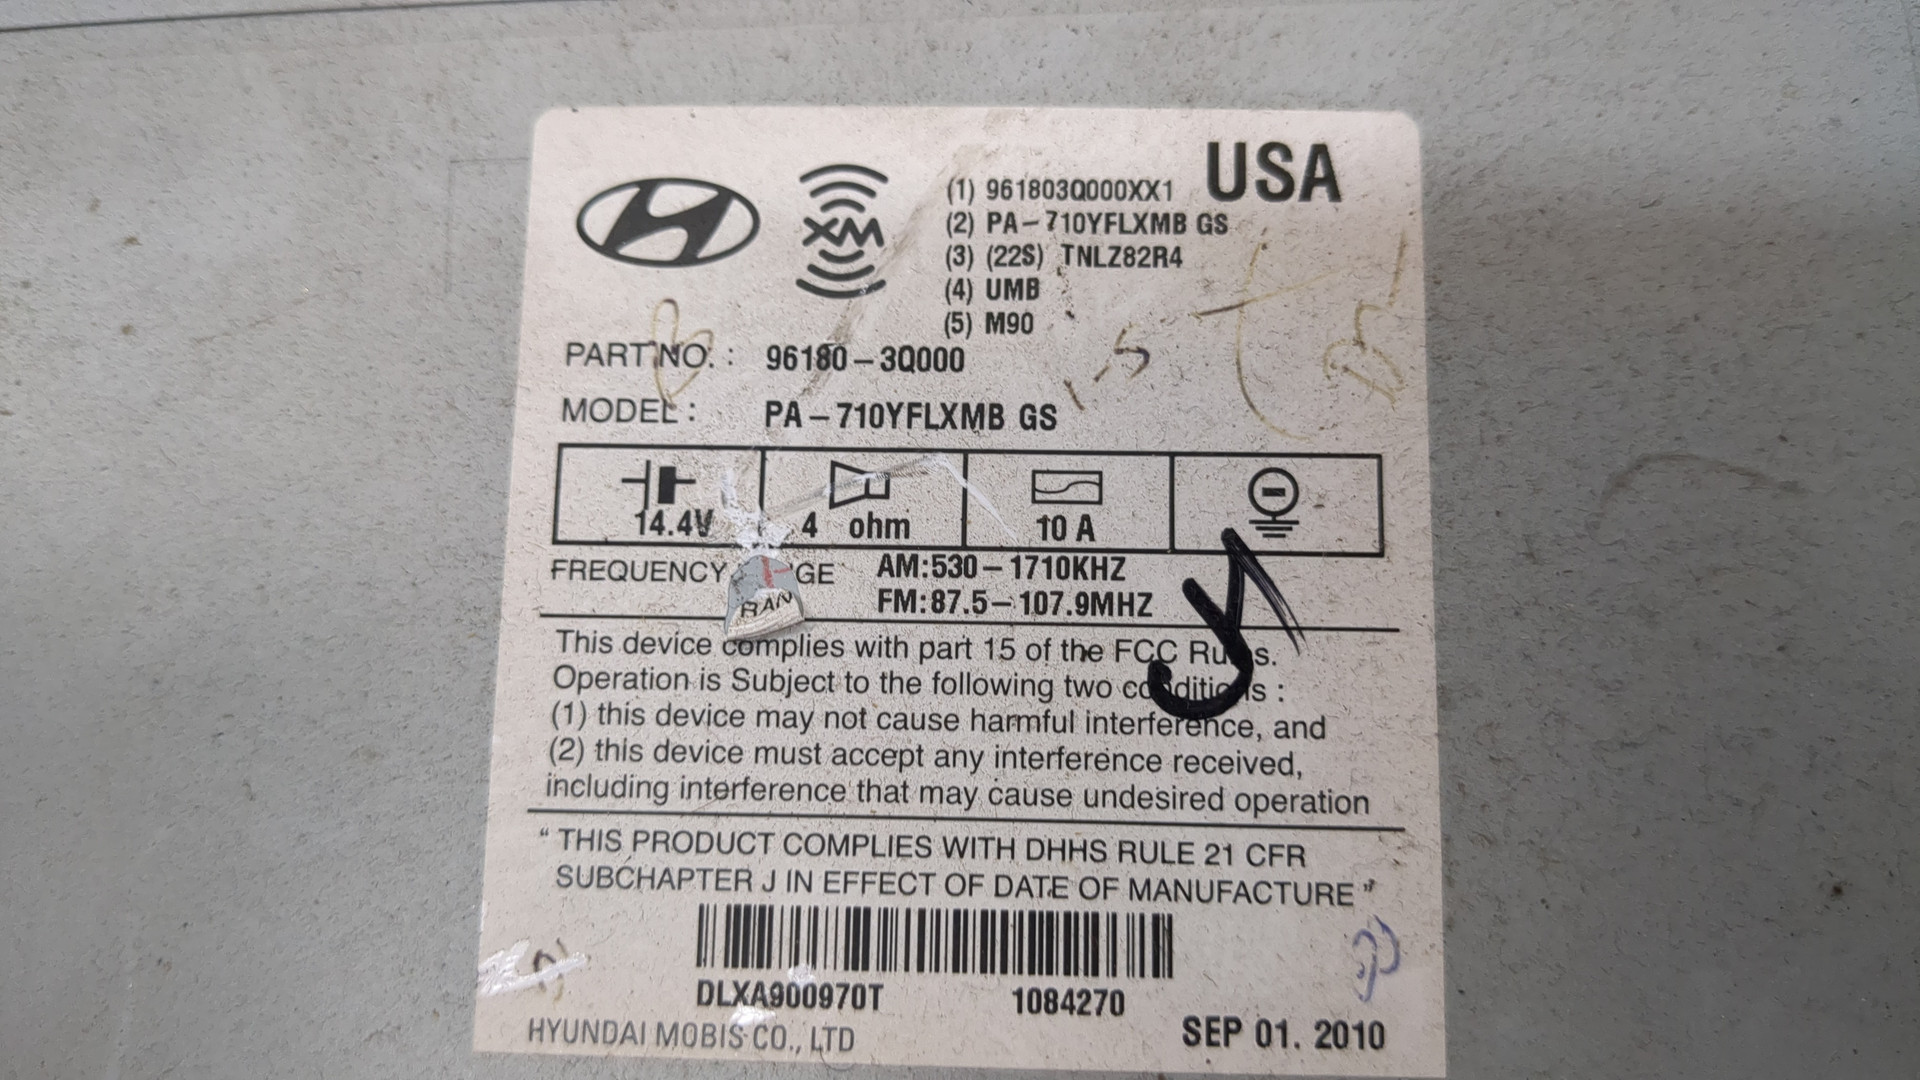 USA
XM
(1) 961803Q000XX1
(2) PA-710YFLXMB GS
(3) (22S) TNLZ82R4
(4) UMB
(5) M90
PART NO. : 96180-3Q000
MODEL : PA-710YFLXMB GS
14.4V 4 ohm 10 A
FREQUENCY RANGE AM:530-1710KHZ
FM:87.5-107.9MHZ
This device complies with part 15 of the FCC Rules.
Operation is Subject to the following two conditions :
(1) this device may not cause harmful interference, and
(2) this device must accept any interference received,
including interference that may cause undesired operation
“ THIS PRODUCT COMPLIES WITH DHHS RULE 21 CFR
SUBCHAPTER J IN EFFECT OF DATE OF MANUFACTURE ”
DLXA900970T 1084270
HYUNDAI MOBIS CO., LTD SEP 01. 2010